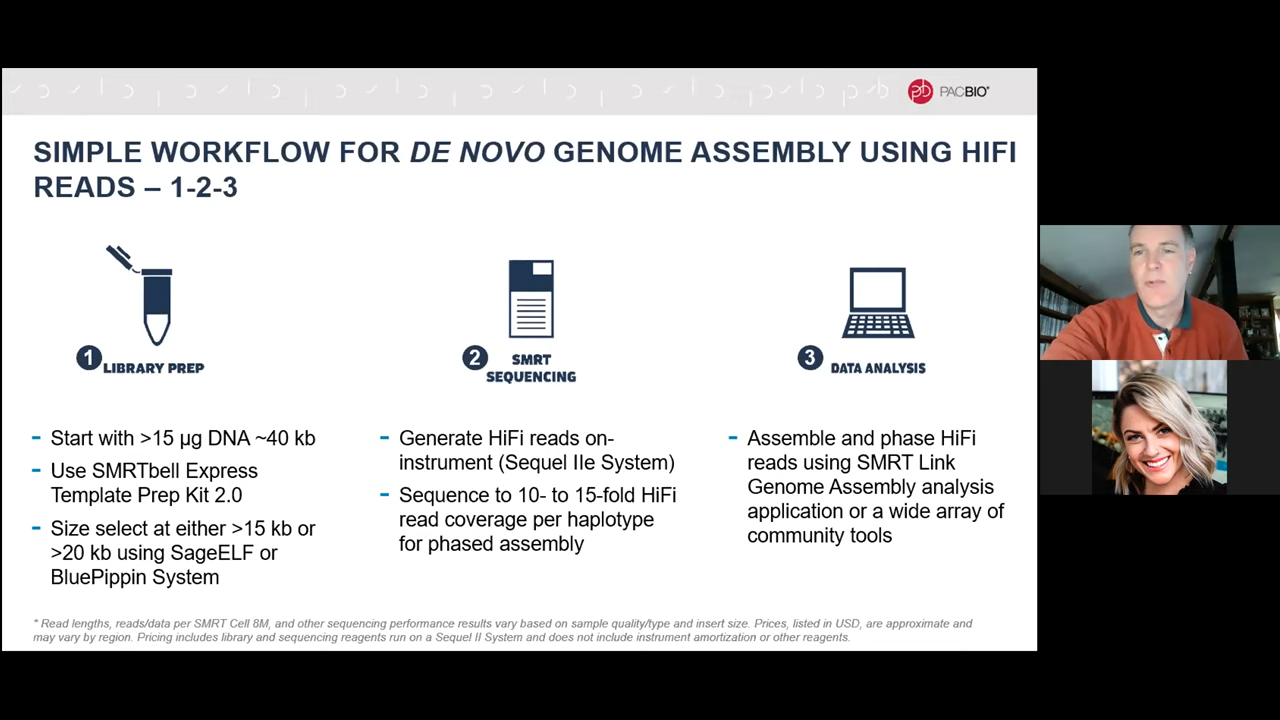 PACBIO®
SIMPLE WORKFLOW FOR DE NOVO GENOME ASSEMBLY USING HIFI
READS – 1-2-3
1 LIBRARY PREP
2 SMRT
SEQUENCING
3 DATA ANALYSIS
- Start with >15 µg DNA ~40 kb
- Use SMRTbell Express
Template Prep Kit 2.0
- Size select at either >15 kb or
>20 kb using SageELF or
BluePippin System
- Generate HiFi reads on-
instrument (Sequel IIe System)
- Sequence to 10- to 15-fold HiFi
read coverage per haplotype
for phased assembly
- Assemble and phase HiFi
reads using SMRT Link
Genome Assembly analysis
application or a wide array of
community tools
* Read lengths, reads/data per SMRT Cell 8M, and other sequencing performance results vary based on sample quality/type and insert size. Prices, listed in USD, are approximate and
may vary by region. Pricing includes library and sequencing reagents run on a Sequel II System and does not include instrument amortization or other reagents.